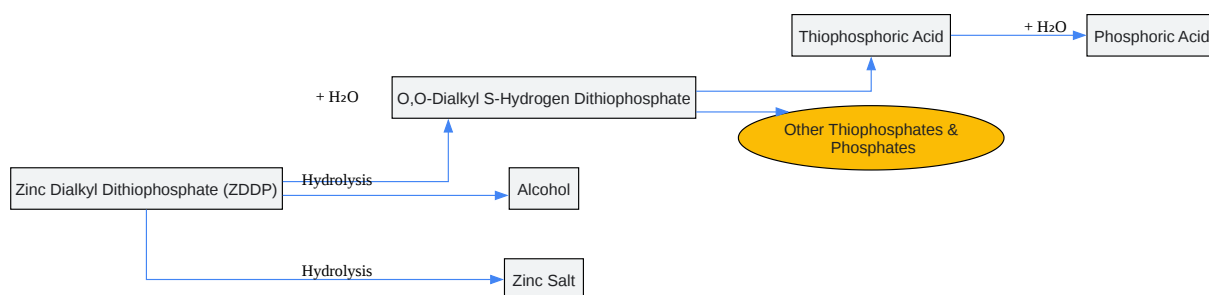 Thiophosphoric Acid
+ H₂O
Phosphoric Acid
+ H₂O
O,O-Dialkyl S-Hydrogen Dithiophosphate
Other Thiophosphates &
Phosphates
Zinc Dialkyl Dithiophosphate (ZDDP)
Hydrolysis
Alcohol
Hydrolysis
Zinc Salt